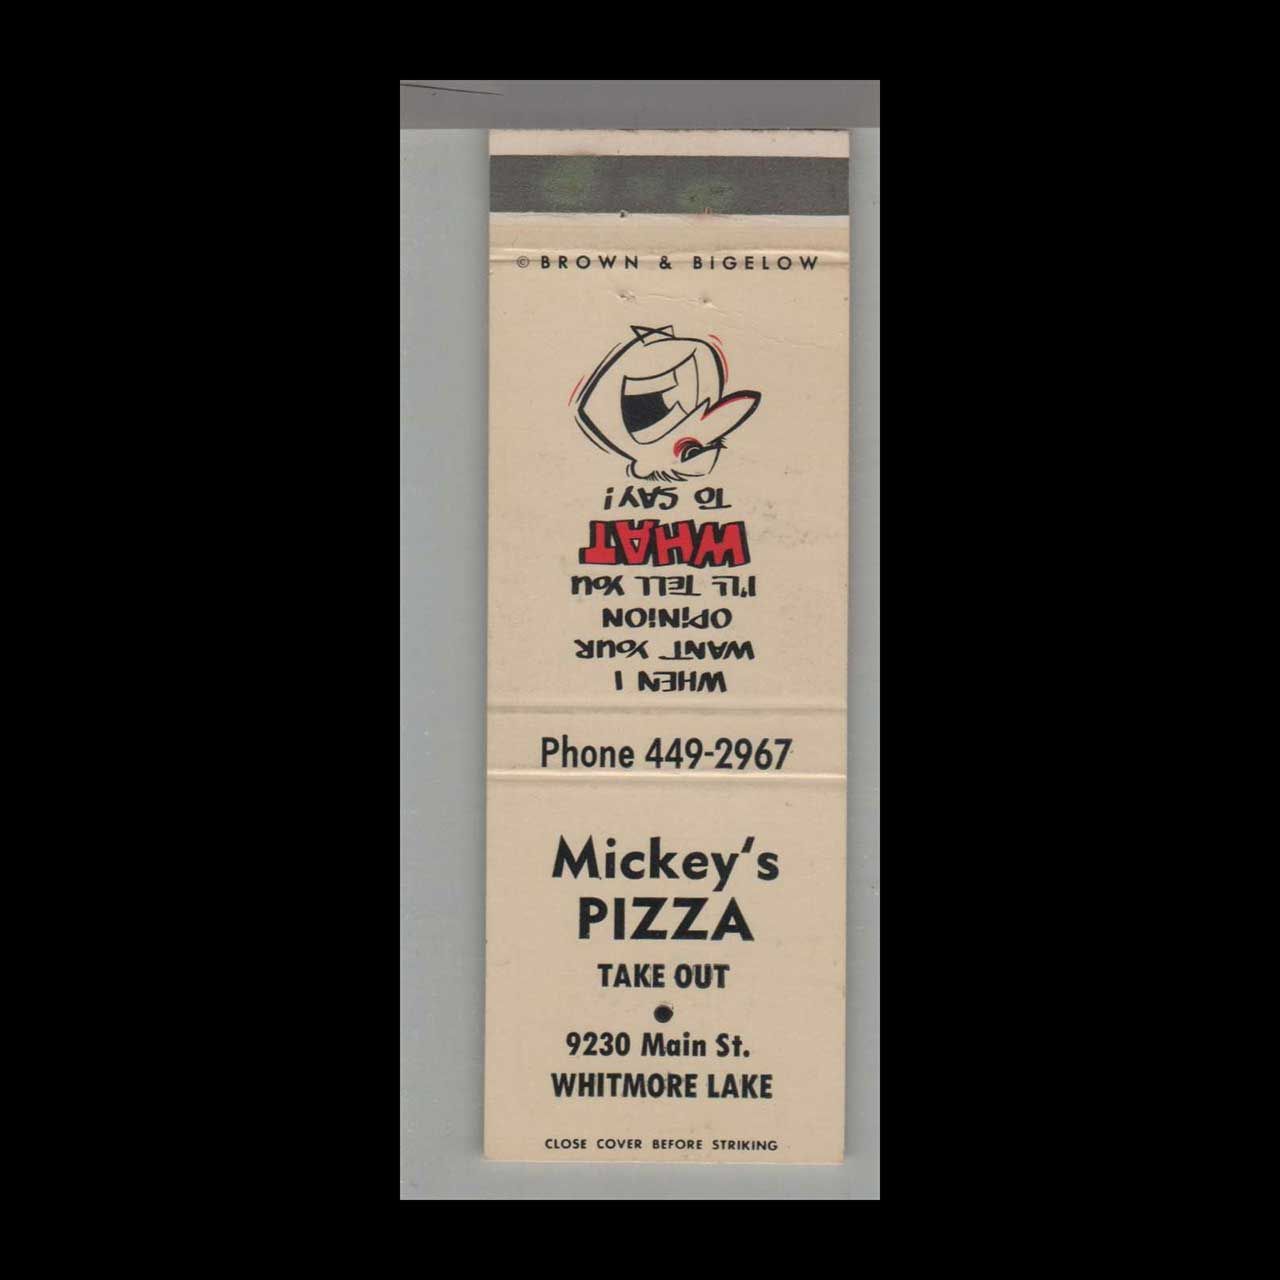 © BROWN & BIGELOW
WHEN I
WANT YOUR
OPINION
I'LL TELL YOU
WHAT
TO SAY!
Phone 449-2967
Mickey's
PIZZA
TAKE OUT
●
9230 Main St.
WHITMORE LAKE
CLOSE COVER BEFORE STRIKING